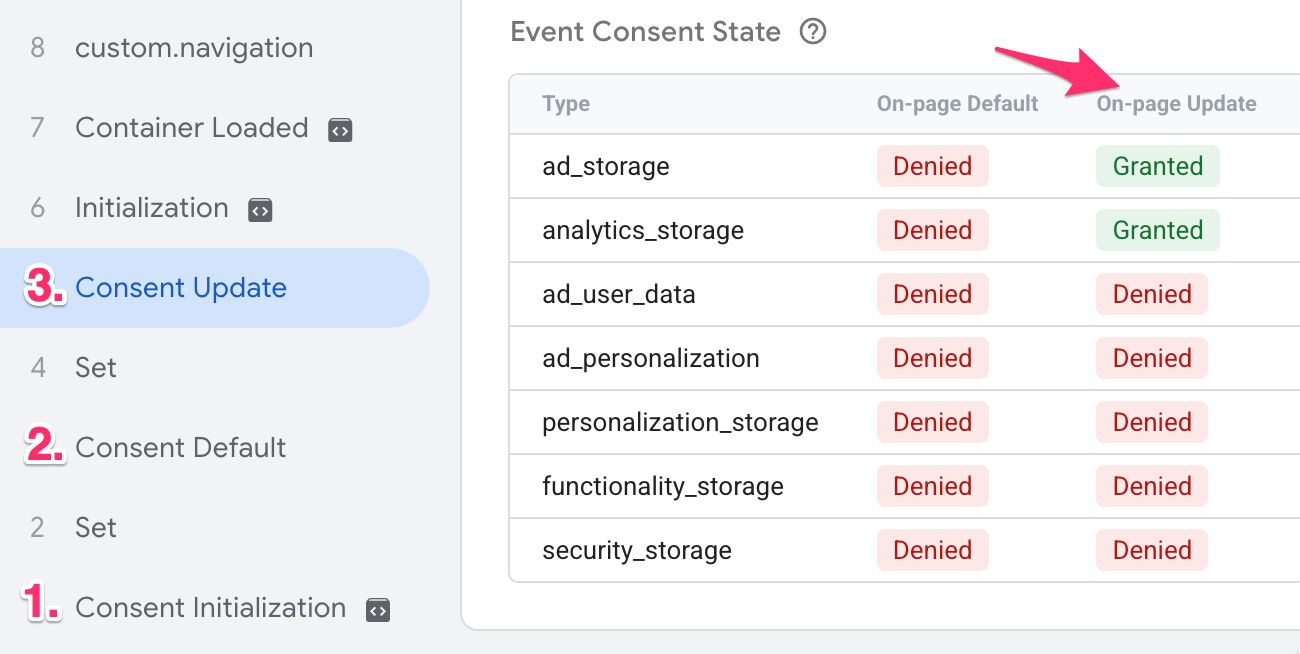 8 custom.navigation
7 Container Loaded
6 Initialization
3. Consent Update
4 Set
2. Consent Default
2 Set
1. Consent Initialization
Event Consent State
Type On-page Default On-page Update
ad_storage Denied Granted
analytics_storage Denied Granted
ad_user_data Denied Denied
ad_personalization Denied Denied
personalization_storage Denied Denied
functionality_storage Denied Denied
security_storage Denied Denied